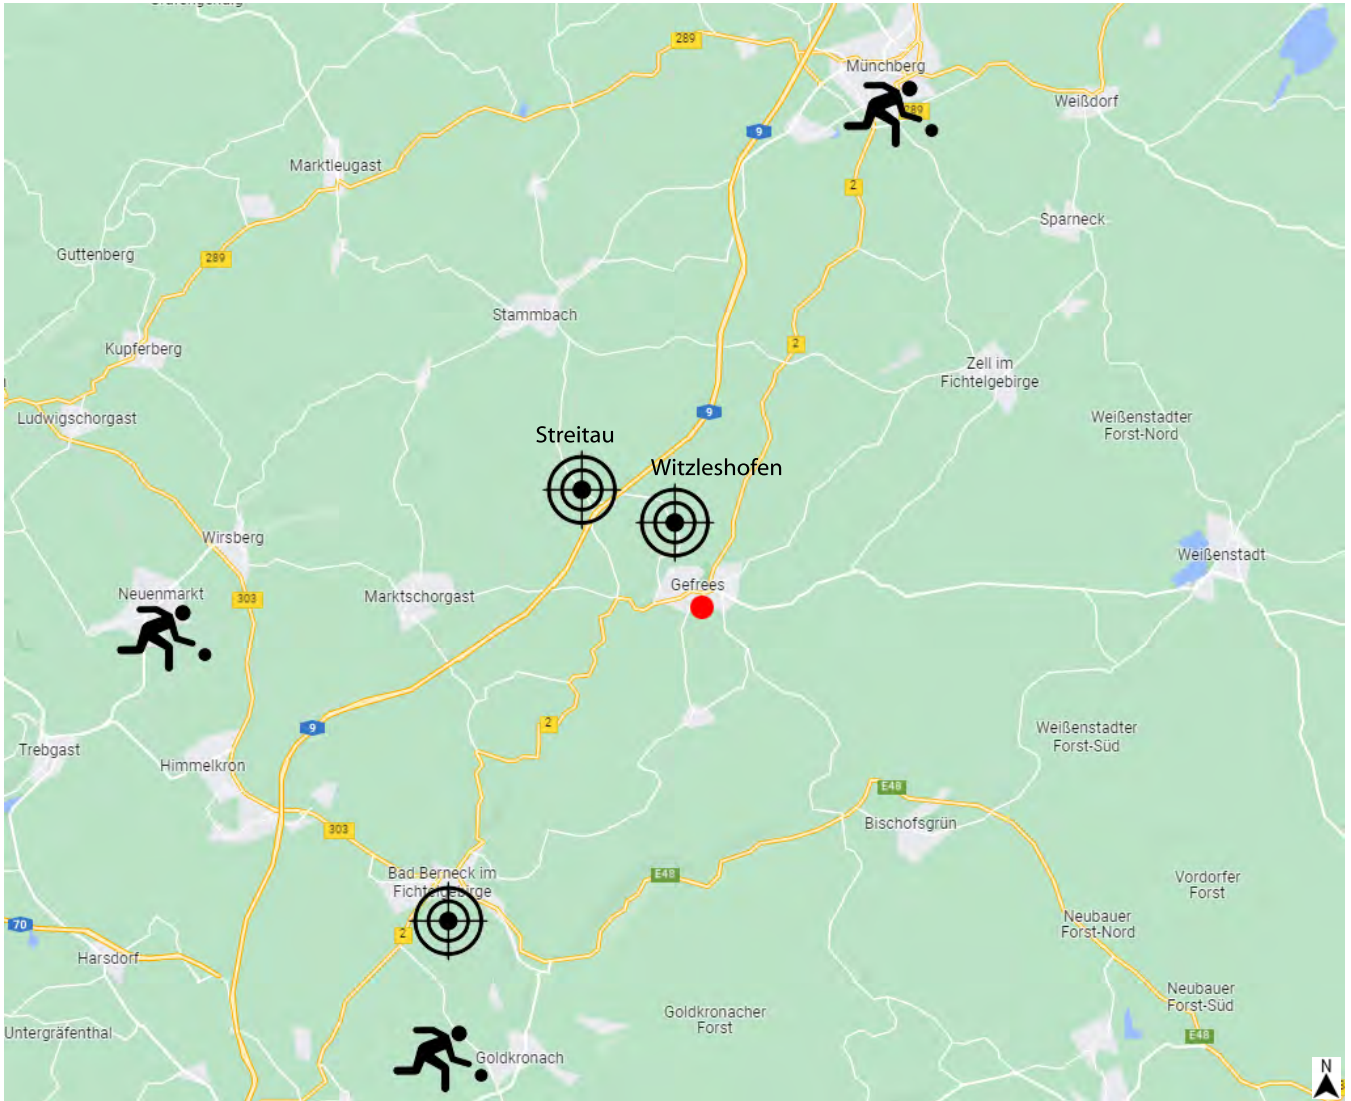 289
Münchberg
289
Weißdorf
9
Marktleugast
2
Sparneck
Guttenberg
289
Stammbach
2
Kupferberg
Zell im
Fichtelgebirge
9
Ludwigschorgast
Weißenstadter
Forst-Nord
Streitau
Witzleshofen
Wirsberg
Weißenstadt
Gefrees
Neuenmarkt
303
Marktschorgast
2
9
Weißenstadter
Forst-Süd
Trebgast
Himmelkron
E48
303
Bischofsgrün
Bad Berneck im
Fichtelgebirge
E48
Vordorfer
Forst
70
2
Neubauer
Forst-Nord
Harsdorf
Neubauer
Forst-Süd
Goldkronacher
Forst
Untergräfenthal
E48
Goldkronach
N